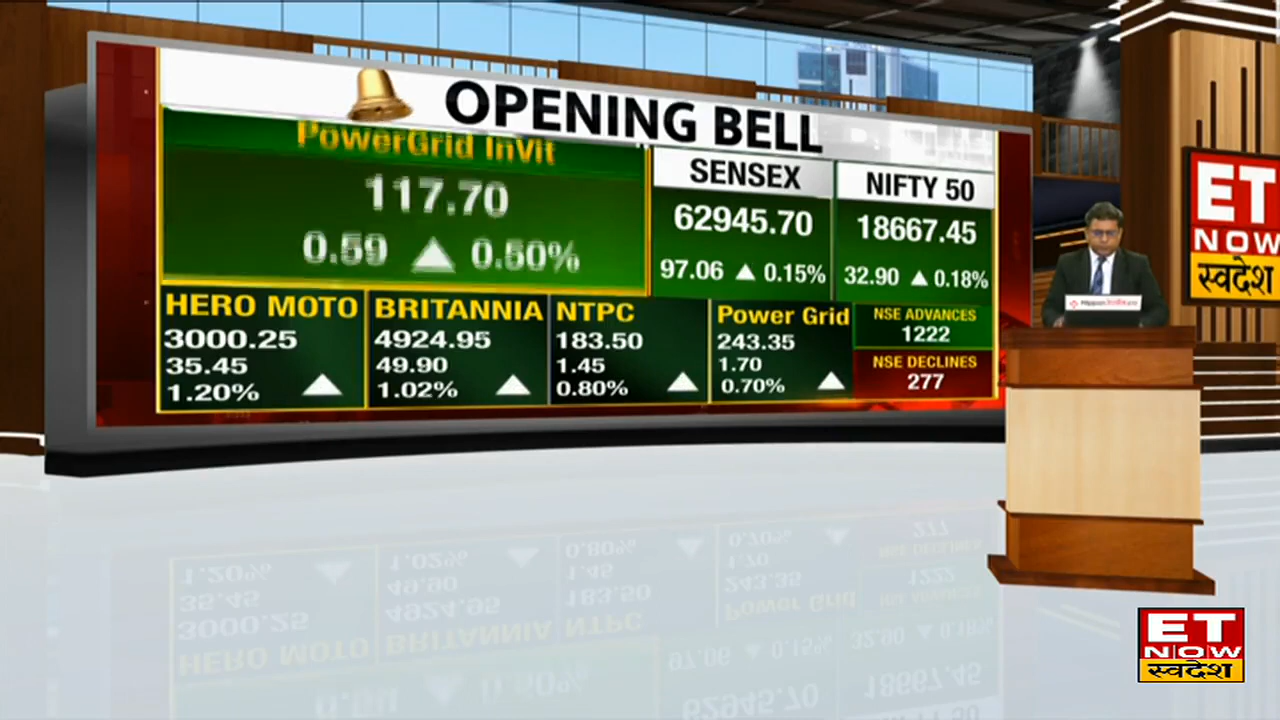 OPENING BELL
PowerGrid InVit
117.70
0.59 ▲ 0.50%
SENSEX
62945.70
97.06 ▲ 0.15%
NIFTY 50
18667.45
32.90 ▲ 0.18%
HERO MOTO
3000.25
35.45
1.20% ▲
BRITANNIA
4924.95
49.90
1.02% ▲
NTPC
183.50
1.45
0.80% ▲
Power Grid
243.35
1.70
0.70% ▲
NSE ADVANCES
1222
NSE DECLINES
277
ET
NOW
स्वदेश
ET
NOW
स्वदेश